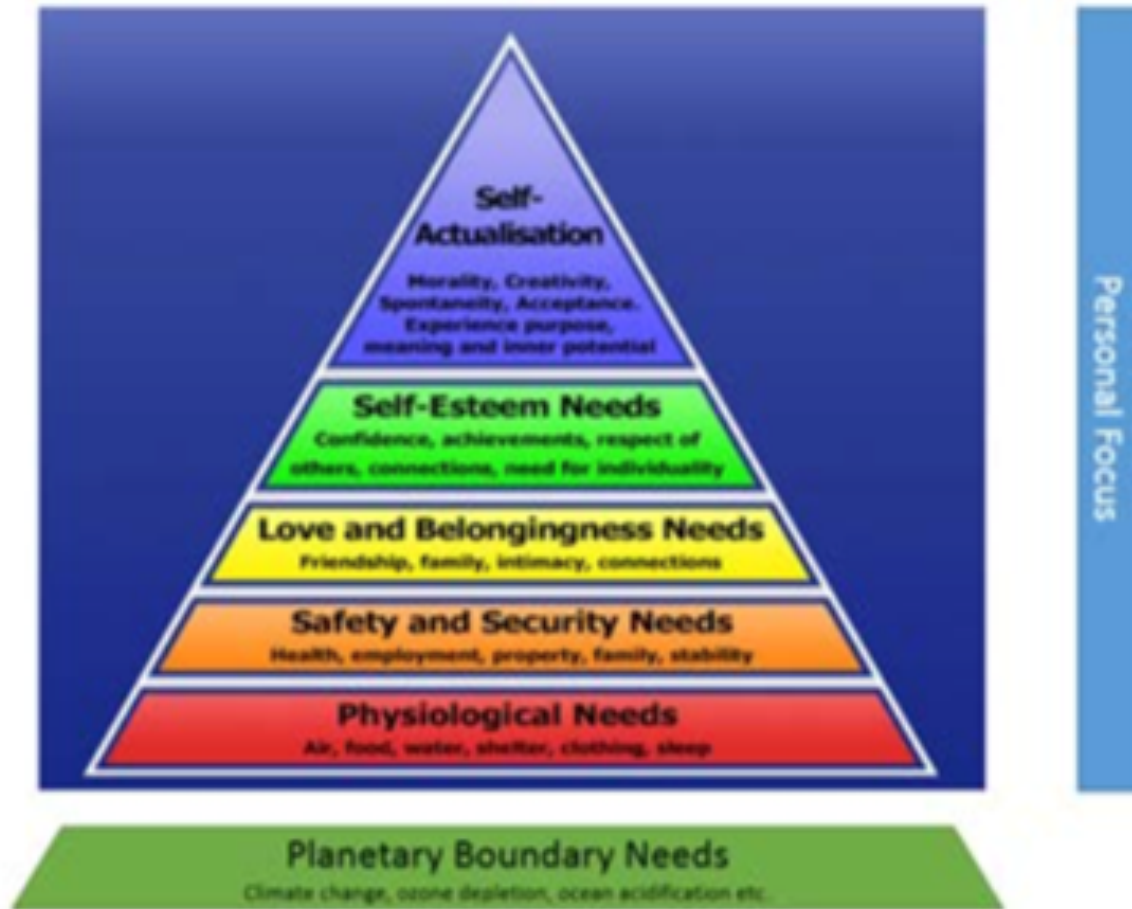 Self-
Actualisation
Morality, Creativity,
Spontaneity, Acceptance.
Experience purpose,
meaning and inner potential
Self-Esteem Needs
Confidence, achievements, respect of
others, connections, need for individuality
Love and Belongingness Needs
Friendship, family, intimacy, connections
Safety and Security Needs
Health, employment, property, family, stability
Physiological Needs
Air, food, water, shelter, clothing, sleep
Planetary Boundary Needs
Climate change, ozone depletion, ocean acidification etc.
Personal Focus